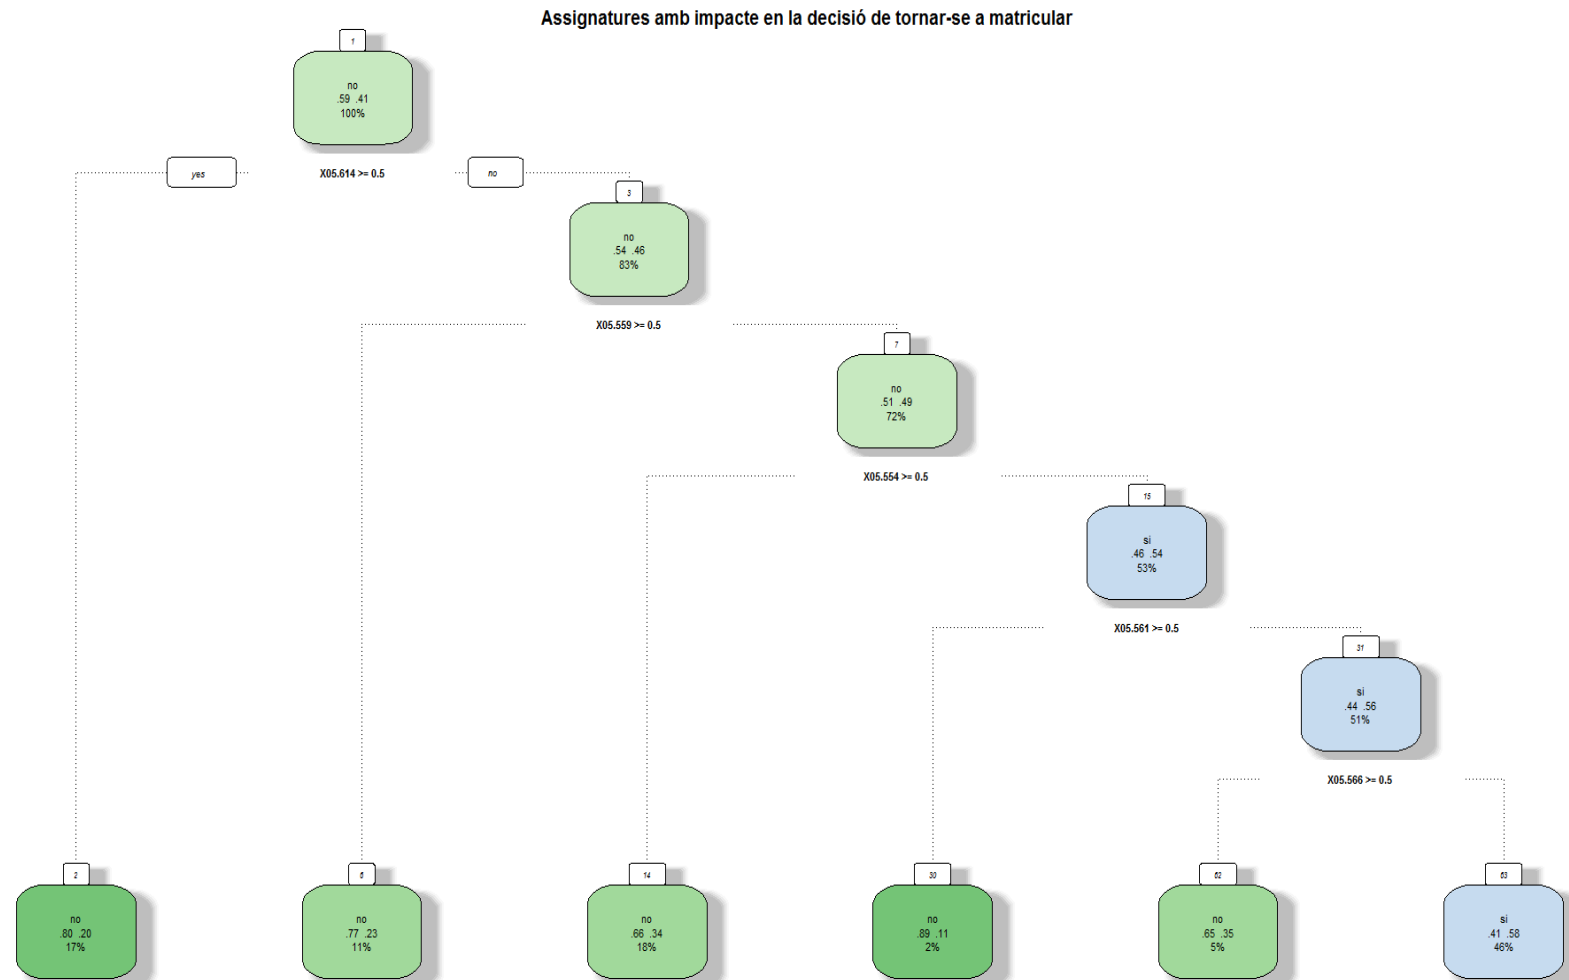 Assignatures amb impacte en la decisió de tornar-se a matricular
1
no
.59 .41
100%
yes
X05.614 >= 0.5
no
3
no
.54 .46
83%
X05.559 >= 0.5
7
no
.51 .49
72%
X05.554 >= 0.5
15
si
.46 .54
53%
X05.561 >= 0.5
31
si
.44 .56
51%
X05.566 >= 0.5
2
no
.80 .20
17%
6
no
.77 .23
11%
14
no
.66 .34
18%
30
no
.89 .11
2%
62
no
.65 .35
5%
63
si
.41 .58
46%